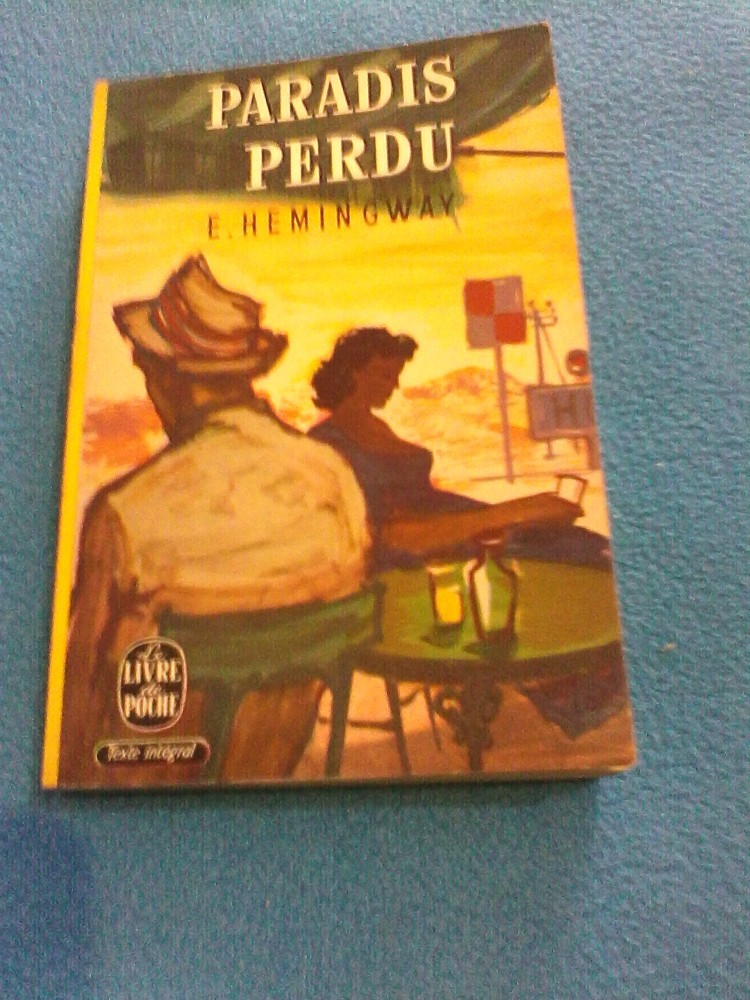 PARADIS
PERDU
E. HEMINGWAY
H
Le
LIVRE
de
POCHE
Texte intégral